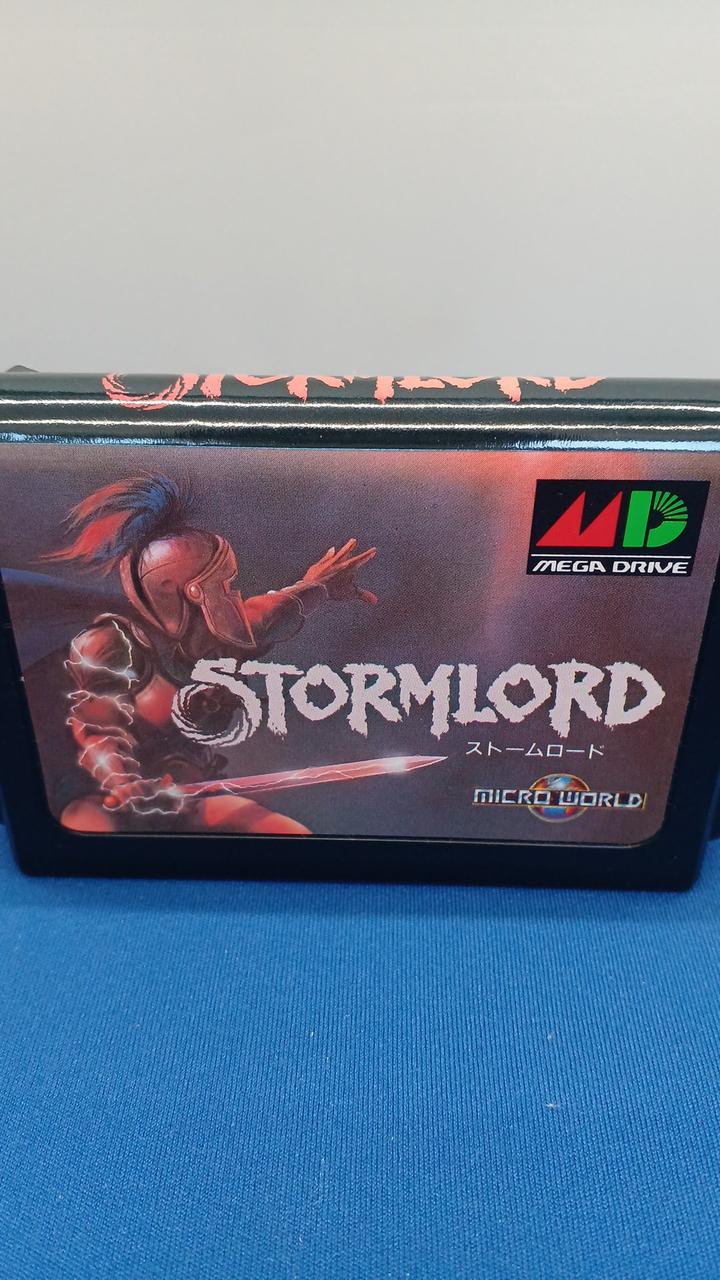 STORMLORD
MD
MEGA DRIVE
STORMLORD
ストームロード
MICRO WORLD